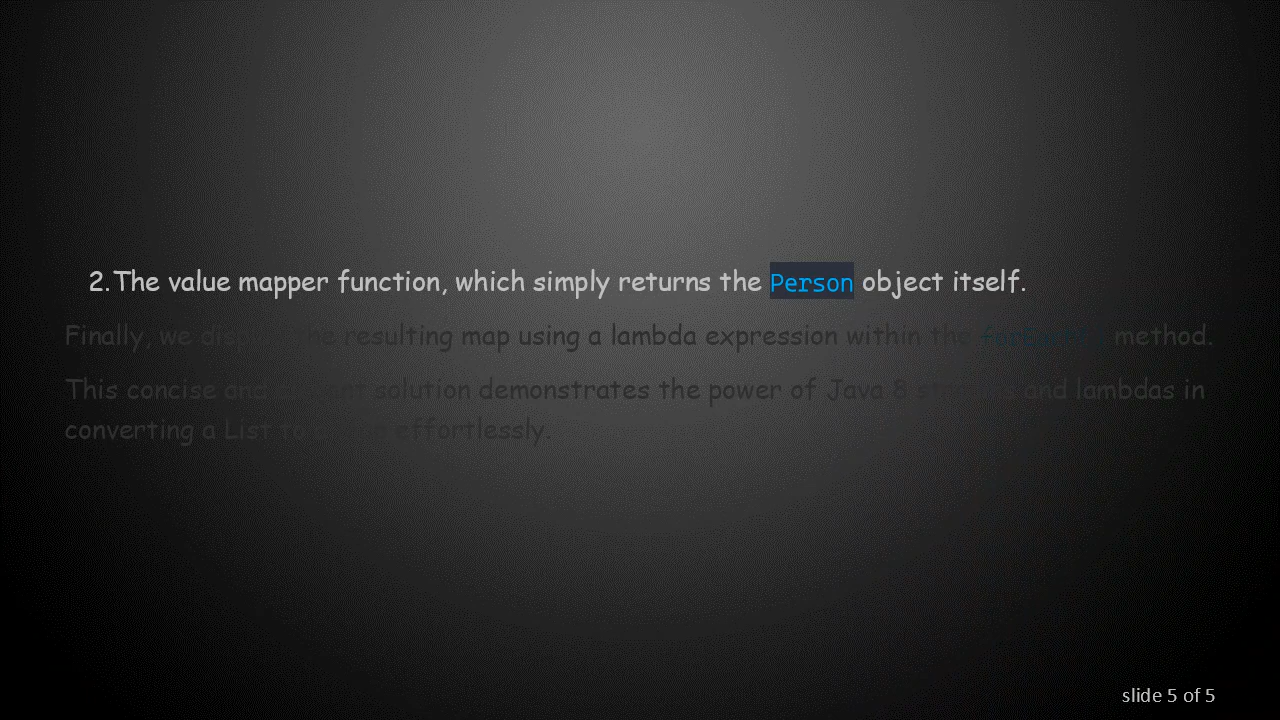 2. The value mapper function, which simply returns the Person object itself.
Finally, we the resulting map using a lambda expression within the method.
This concise and solution demonstrates the power of Java 8 and lambdas in
converting a List to effortlessly.
slide 5 of 5